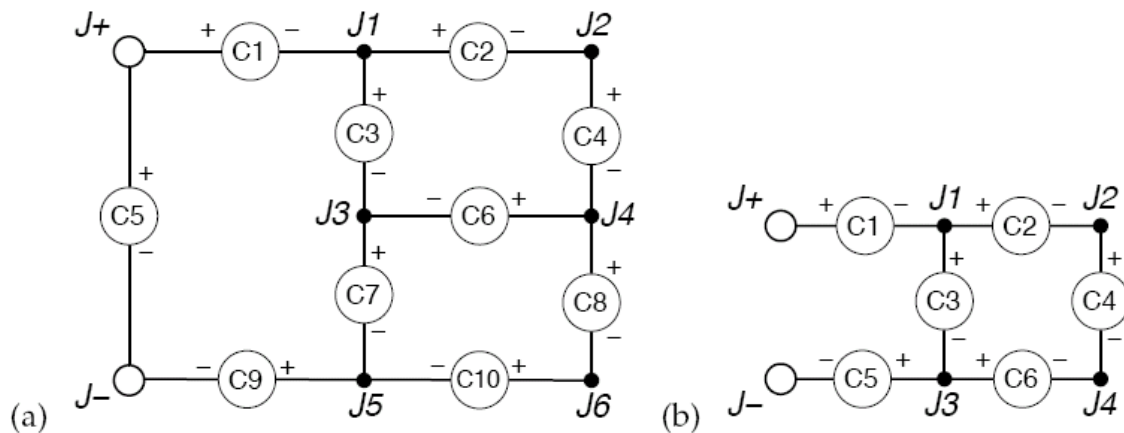 J+ + C1 − J1 + C2 − J2
+ +
C3 C4
+ − −
C5 J3 − C6 + J4
− + +
C7 C8
− −
− C9 + − C10 +
(a) J− J5 J6
J+ + C1 − J1 + C2 − J2
+ +
C3 C4
− −
− C5 + + C6 −
(b) J− J3 J4